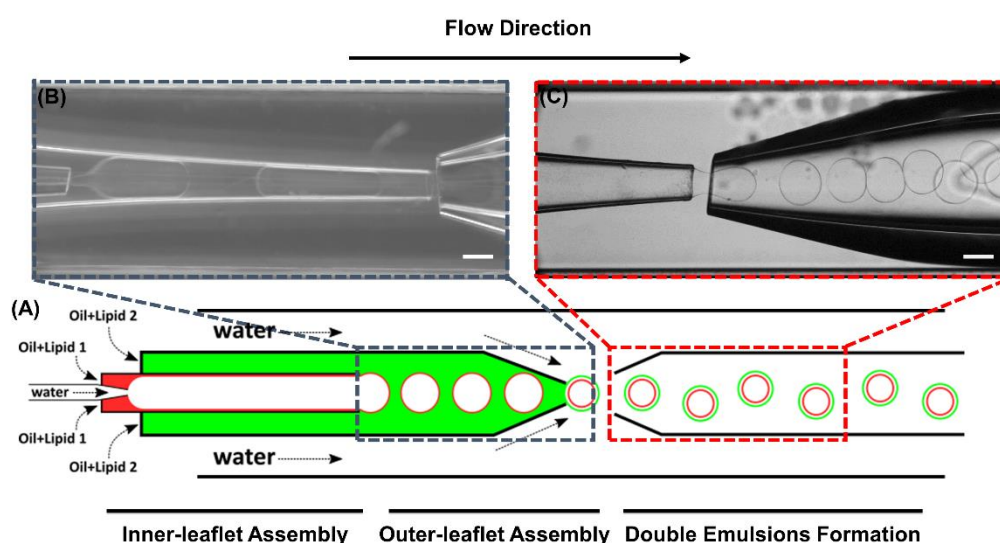 Flow Direction
(B)
(C)
(A)
Oil+Lipid 2
Oil+Lipid 1
water
Oil+Lipid 1
Oil+Lipid 2
water
water
Inner-leaflet Assembly
Outer-leaflet Assembly
Double Emulsions Formation